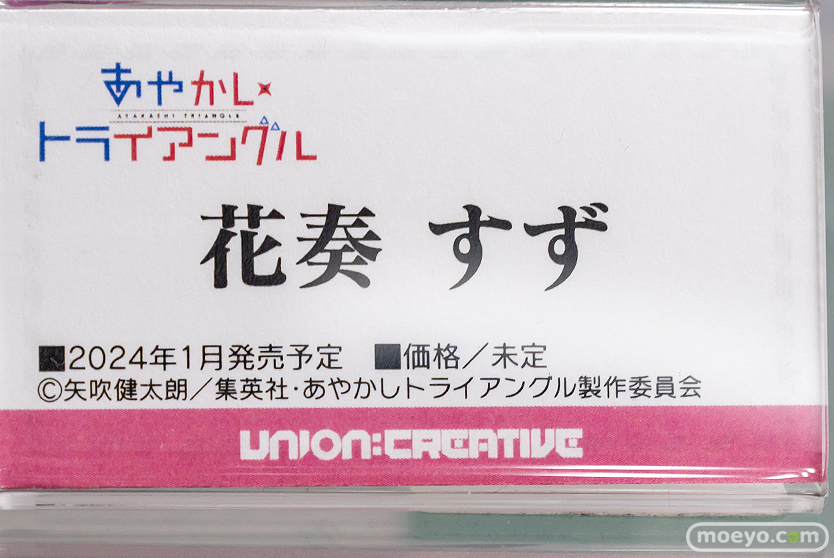 あやかし
AYAKASHI TRIANGLE
トライアングル
花奏 すず
■2024年1月発売予定 ■価格／未定
©矢吹健太朗／集英社・あやかしトライアングル製作委員会
UNION:CREATIVE
moeyo.com